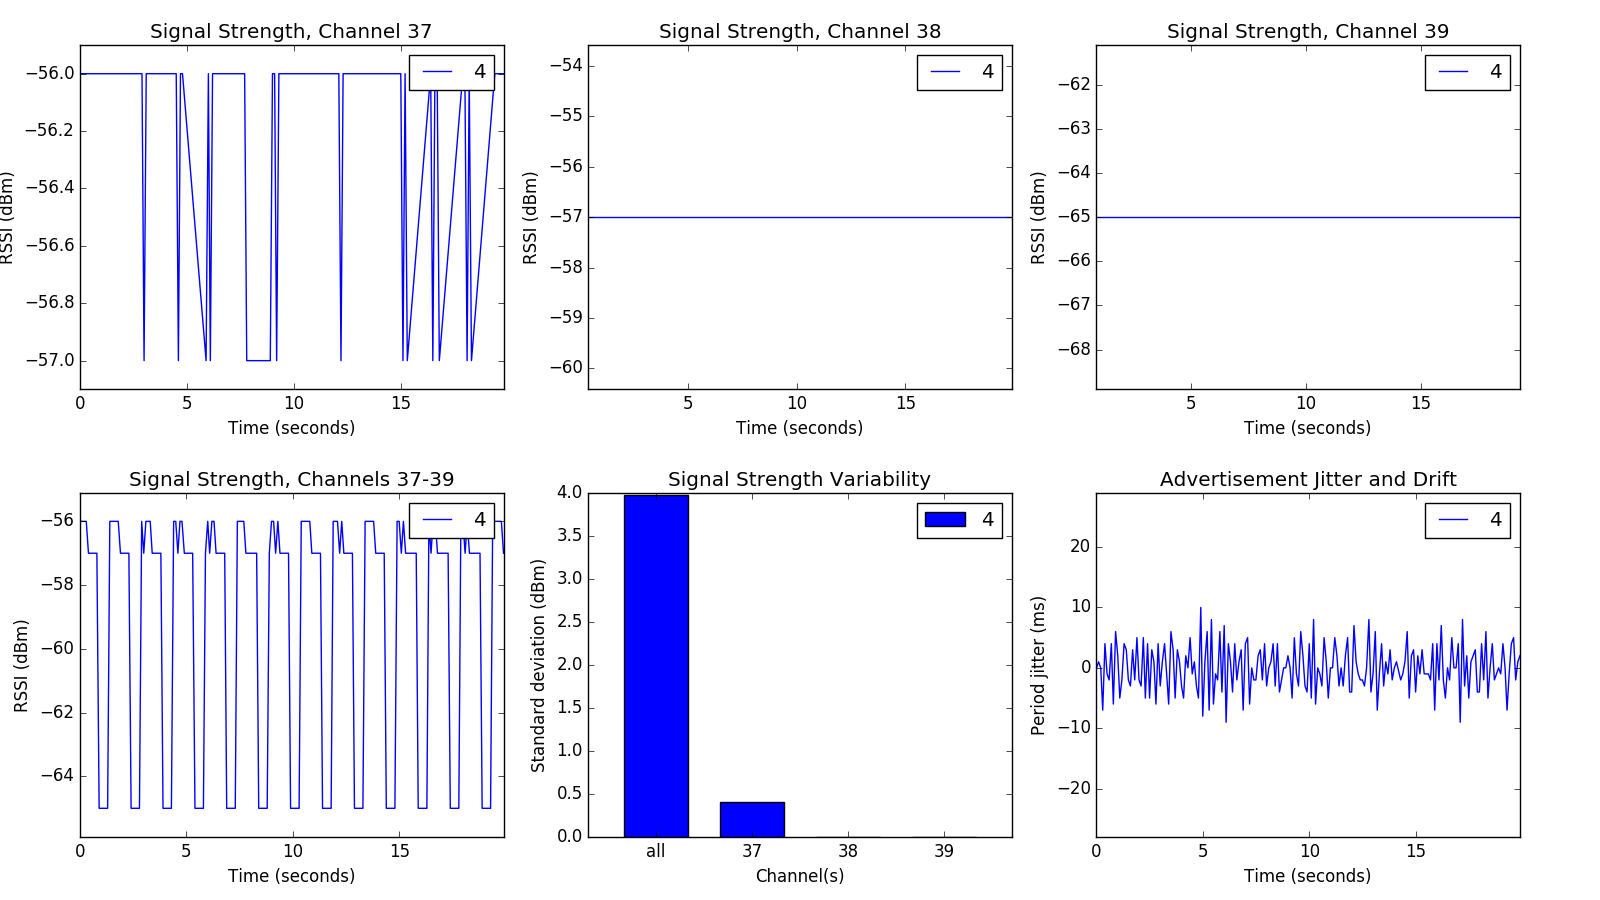 Signal Strength, Channel 37
4
RSSI (dBm)
−56.0
−56.2
−56.4
−56.6
−56.8
−57.0
0 5 10 15
Time (seconds)
Signal Strength, Channel 38
4
RSSI (dBm)
−54
−55
−56
−57
−58
−59
−60
5 10 15
Time (seconds)
Signal Strength, Channel 39
4
RSSI (dBm)
−62
−63
−64
−65
−66
−67
−68
5 10 15
Time (seconds)
Signal Strength, Channels 37-39
4
RSSI (dBm)
−56
−58
−60
−62
−64
0 5 10 15
Time (seconds)
Signal Strength Variability
4
Standard deviation (dBm)
4.0
3.5
3.0
2.5
2.0
1.5
1.0
0.5
0.0
all 37 38 39
Channel(s)
Advertisement Jitter and Drift
4
Period jitter (ms)
20
10
0
−10
−20
0 5 10 15
Time (seconds)